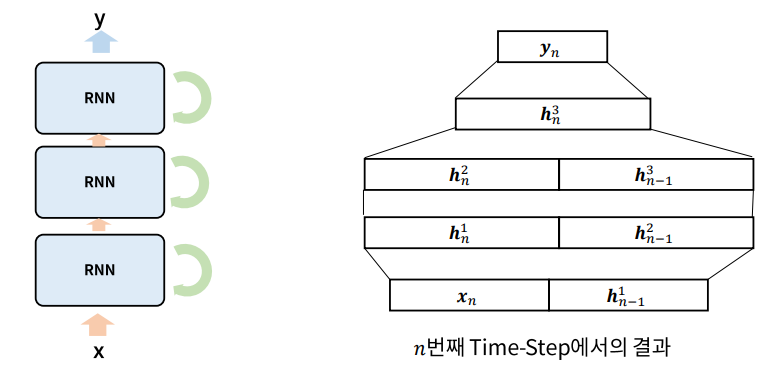 y
RNN
RNN
RNN
x
yₙ
hₙ³
hₙ² hₙ₋₁³
hₙ¹ hₙ₋₁²
xₙ hₙ₋₁¹
n번째 Time-Step에서의 결과